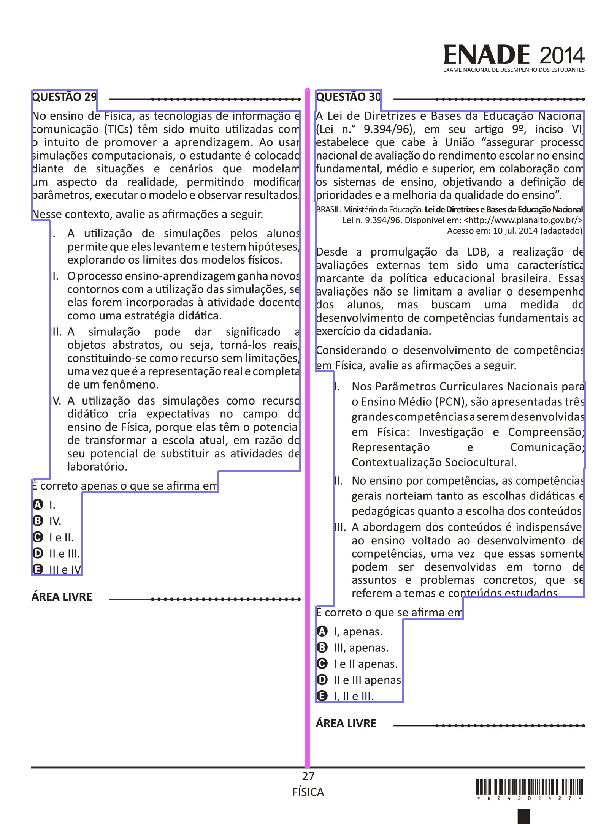 ENADE 2014
EXAME NACIONAL DE DESEMPENHO DOS ESTUDANTES
QUESTÃO 29
No ensino de Física, as tecnologias de informação e
comunicação (TICs) têm sido muito utilizadas com
o intuito de promover a aprendizagem. Ao usar
simulações computacionais, o estudante é colocado
diante de situações e cenários que modelam
um aspecto da realidade, permitindo modificar
parâmetros, executar o modelo e observar resultados.
Nesse contexto, avalie as afirmações a seguir.
I. A utilização de simulações pelos alunos
permite que eles levantem e testem hipóteses,
explorando os limites dos modelos físicos.
II. O processo ensino-aprendizagem ganha novos
contornos com a utilização das simulações, se
elas forem incorporadas à atividade docente
como uma estratégia didática.
III. A simulação pode dar significado a
objetos abstratos, ou seja, torná-los reais,
constituindo-se como recurso sem limitações,
uma vez que é a representação real e completa
de um fenômeno.
IV. A utilização das simulações como recurso
didático cria expectativas no campo do
ensino de Física, porque elas têm o potencial
de transformar a escola atual, em razão do
seu potencial de substituir as atividades de
laboratório.
É correto apenas o que se afirma em
A I.
B IV.
C I e II.
D II e III.
E III e IV.
ÁREA LIVRE
QUESTÃO 30
A Lei de Diretrizes e Bases da Educação Nacional
(Lei n.° 9.394/96), em seu artigo 9º, inciso VI,
estabelece que cabe à União “assegurar processo
nacional de avaliação do rendimento escolar no ensino
fundamental, médio e superior, em colaboração com
os sistemas de ensino, objetivando a definição de
prioridades e a melhoria da qualidade do ensino”.
BRASIL. Ministério da Educação. Lei de Diretrizes e Bases da Educação Nacional.
Lei n. 9.394/96. Disponível em: <http://www.planalto.gov.br/>.
Acesso em: 10 jul. 2014 (adaptado)
Desde a promulgação da LDB, a realização de
avaliações externas tem sido uma característica
marcante da política educacional brasileira. Essas
avaliações não se limitam a avaliar o desempenho
dos alunos, mas buscam uma medida do
desenvolvimento de competências fundamentais ao
exercício da cidadania.
Considerando o desenvolvimento de competências
em Física, avalie as afirmações a seguir.
I. Nos Parâmetros Curriculares Nacionais para
o Ensino Médio (PCN), são apresentadas três
grandes competências a serem desenvolvidas
em Física: Investigação e Compreensão;
Representação e Comunicação;
Contextualização Sociocultural.
II. No ensino por competências, as competências
gerais norteiam tanto as escolhas didáticas e
pedagógicas quanto a escolha dos conteúdos.
III. A abordagem dos conteúdos é indispensável
ao ensino voltado ao desenvolvimento de
competências, uma vez que essas somente
podem ser desenvolvidas em torno de
assuntos e problemas concretos, que se
referem a temas e conteúdos estudados.
É correto o que se afirma em
A I, apenas.
B III, apenas.
C I e II apenas.
D II e III apenas.
E I, II e III.
ÁREA LIVRE
27
FÍSICA